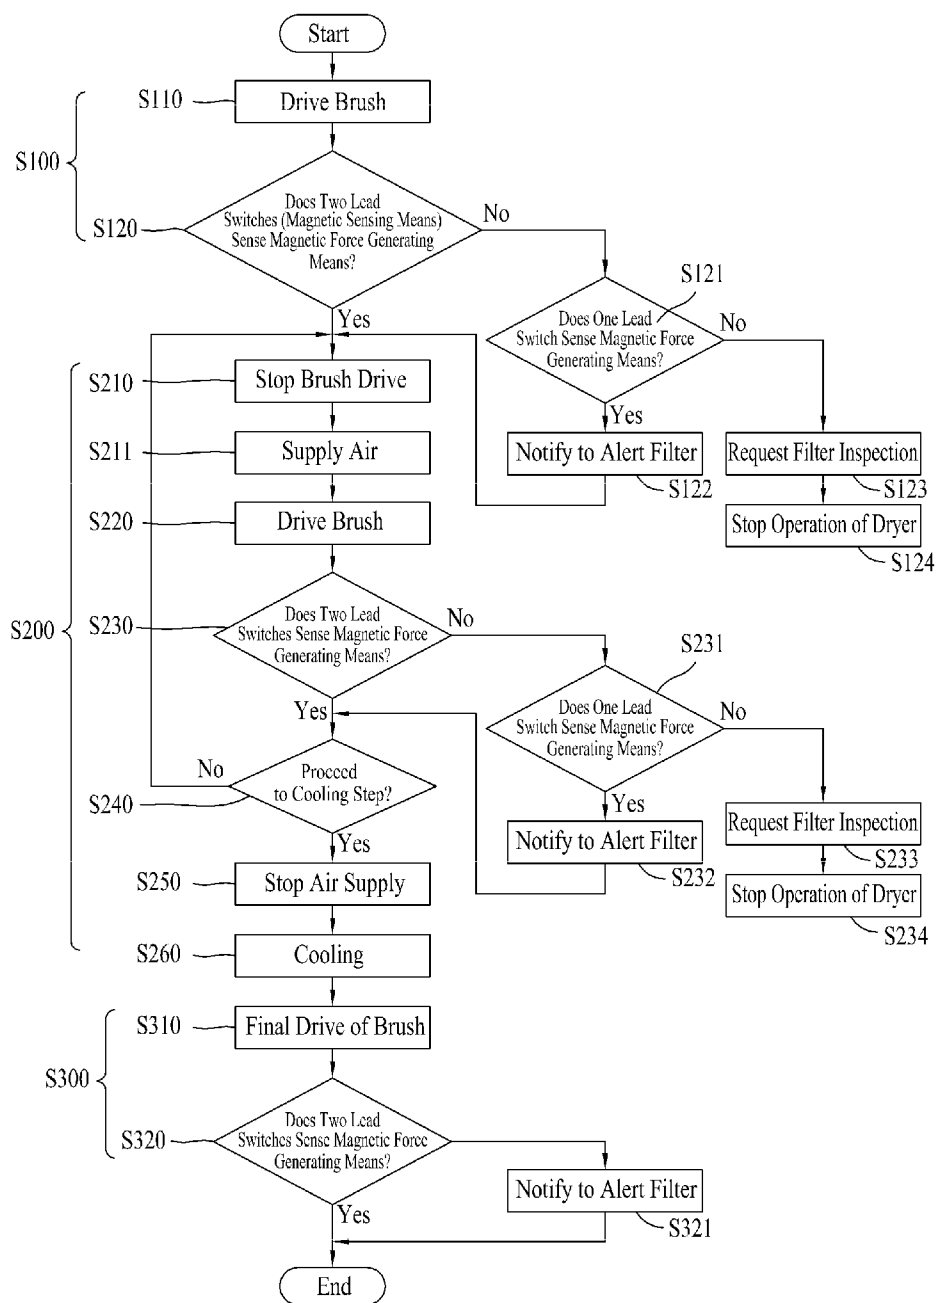 Start
S110
Drive Brush
S100
S120
Does Two Lead
Switches (Magnetic Sensing Means)
Sense Magnetic Force Generating
Means?
No
Yes
S121
Does One Lead
Switch Sense Magnetic Force
Generating Means?
No
Yes
S210
Stop Brush Drive
Notify to Alert Filter
S122
Request Filter Inspection
S123
S211
Supply Air
Stop Operation of Dryer
S124
S220
Drive Brush
S200
S230
Does Two Lead
Switches Sense Magnetic Force
Generating Means?
No
Yes
S231
Does One Lead
Switch Sense Magnetic Force
Generating Means?
No
Yes
S240
Proceed
to Cooling Step?
No
Yes
Notify to Alert Filter
S232
Request Filter Inspection
S233
Stop Operation of Dryer
S234
S250
Stop Air Supply
S260
Cooling
S310
Final Drive of Brush
S300
S320
Does Two Lead
Switches Sense Magnetic Force
Generating Means?
Yes
Notify to Alert Filter
S321
End